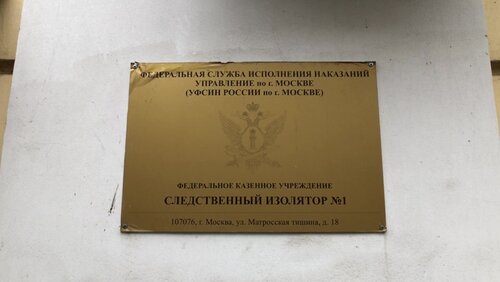 ФЕДЕРАЛЬНАЯ СЛУЖБА ИСПОЛНЕНИЯ НАКАЗАНИЙ
УПРАВЛЕНИЕ по г. МОСКВЕ
(УФСИН РОССИИ по г. МОСКВЕ)
ФЕДЕРАЛЬНОЕ КАЗЕННОЕ УЧРЕЖДЕНИЕ
СЛЕДСТВЕННЫЙ ИЗОЛЯТОР №1
107076, г. Москва, ул. Матросская тишина, д. 18